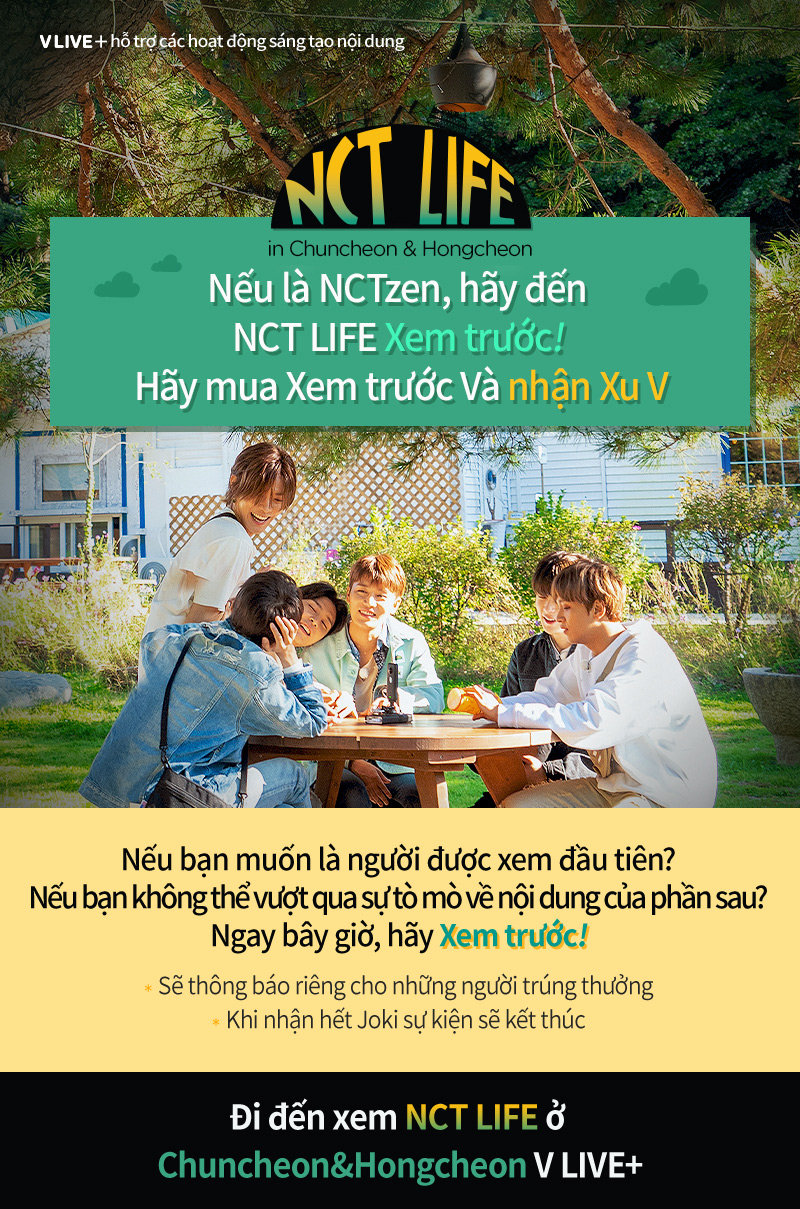 V LIVE+ hỗ trợ các hoạt động sáng tạo nội dung
NCT LIFE
in Chuncheon & Hongcheon
Nếu là NCTzen, hãy đến
NCT LIFE Xem trước!
Hãy mua Xem trước Và nhận Xu V
Nếu bạn muốn là người được xem đầu tiên?
Nếu bạn không thể vượt qua sự tò mò về nội dung của phần sau?
Ngay bây giờ, hãy Xem trước!
* Sẽ thông báo riêng cho những người trúng thưởng
* Khi nhận hết Joki sự kiện sẽ kết thúc
Đi đến xem NCT LIFE ở
Chuncheon&Hongcheon V LIVE+